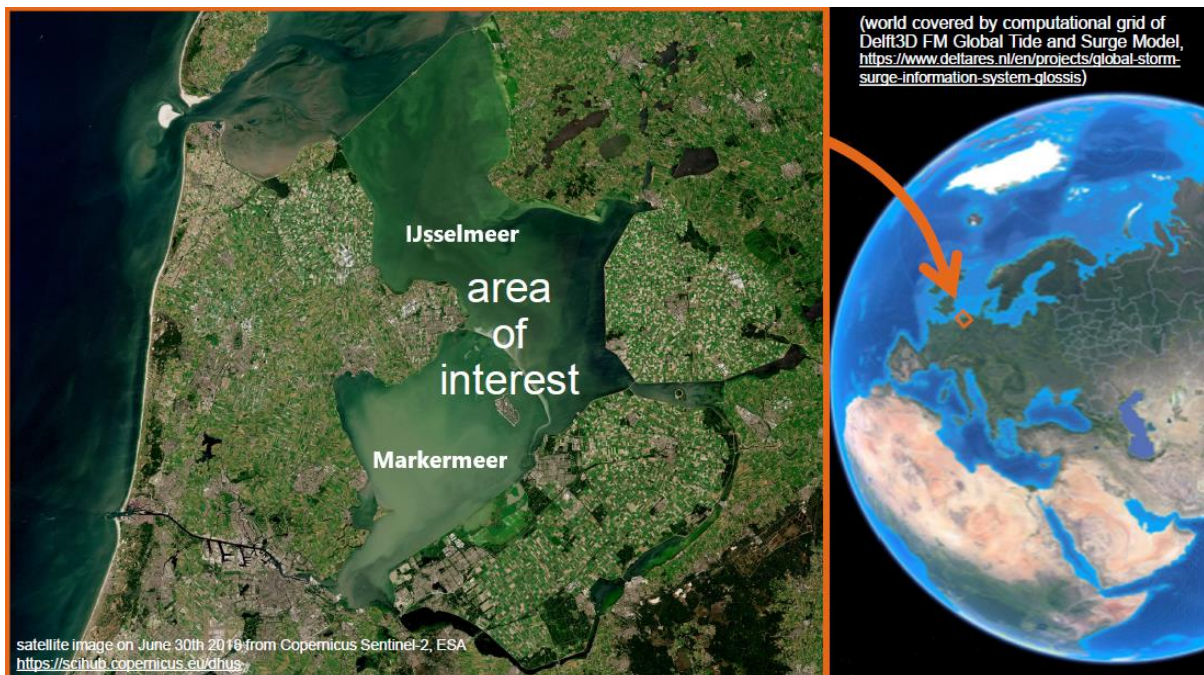 IJsselmeer
area
of
interest
Markermeer
satellite image on June 30th 2018 from Copernicus Sentinel-2, ESA
https://scihub.copernicus.eu/dhus
(world covered by computational grid of
Delft3D FM Global Tide and Surge Model,
https://www.deltares.nl/en/projects/global-storm-
surge-information-system-glossis)